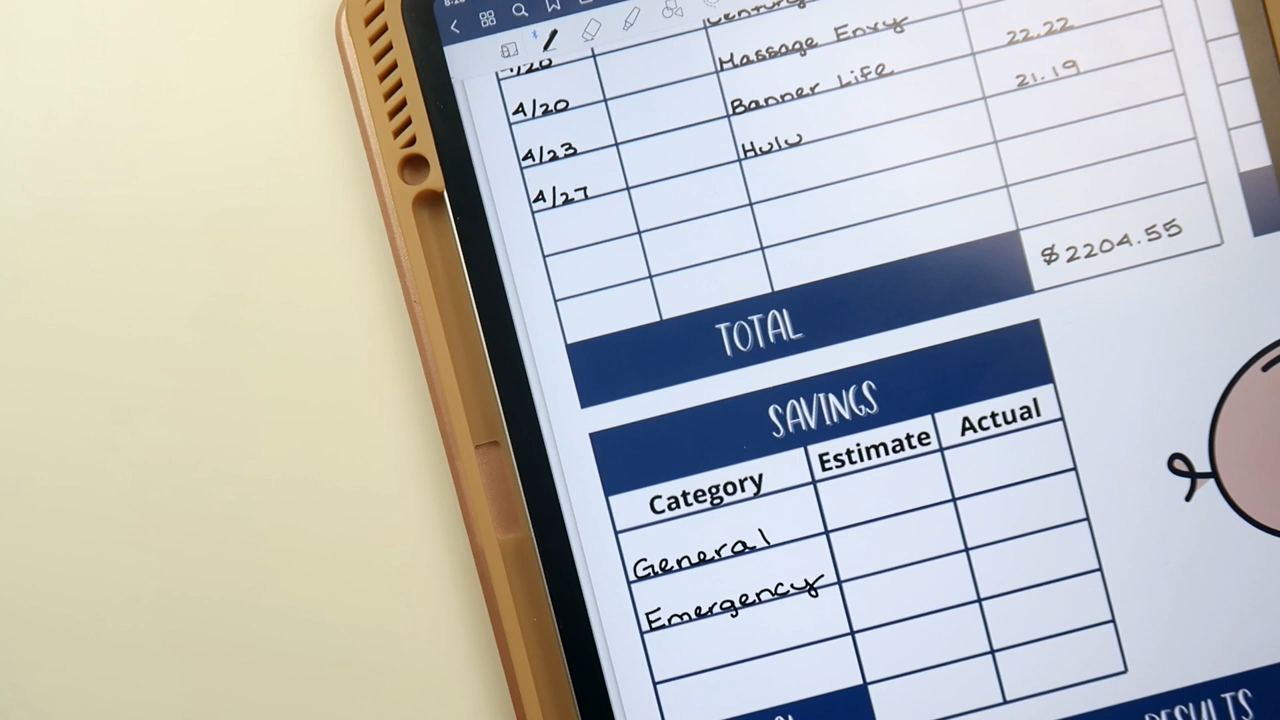 4/20 Massage Envy
4/23 Banner Life 22.22
4/27 Hulu 21.19
TOTAL $2204.55
SAVINGS
Category Estimate Actual
General
Emergency
RESULTS